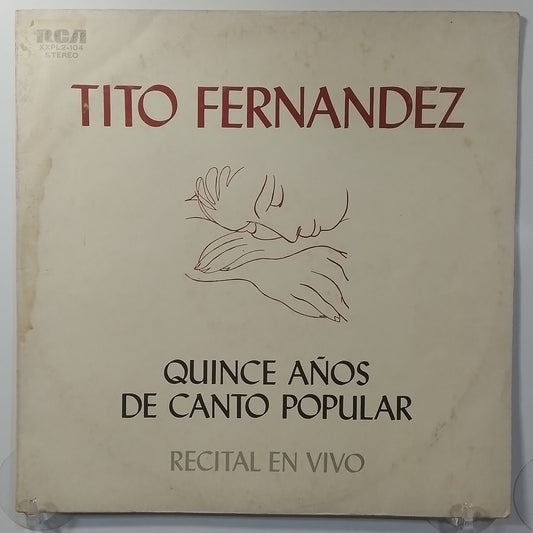 RCA
XXPL2-104
STEREO
TITO FERNANDEZ
QUINCE AÑOS
DE CANTO POPULAR
RECITAL EN VIVO